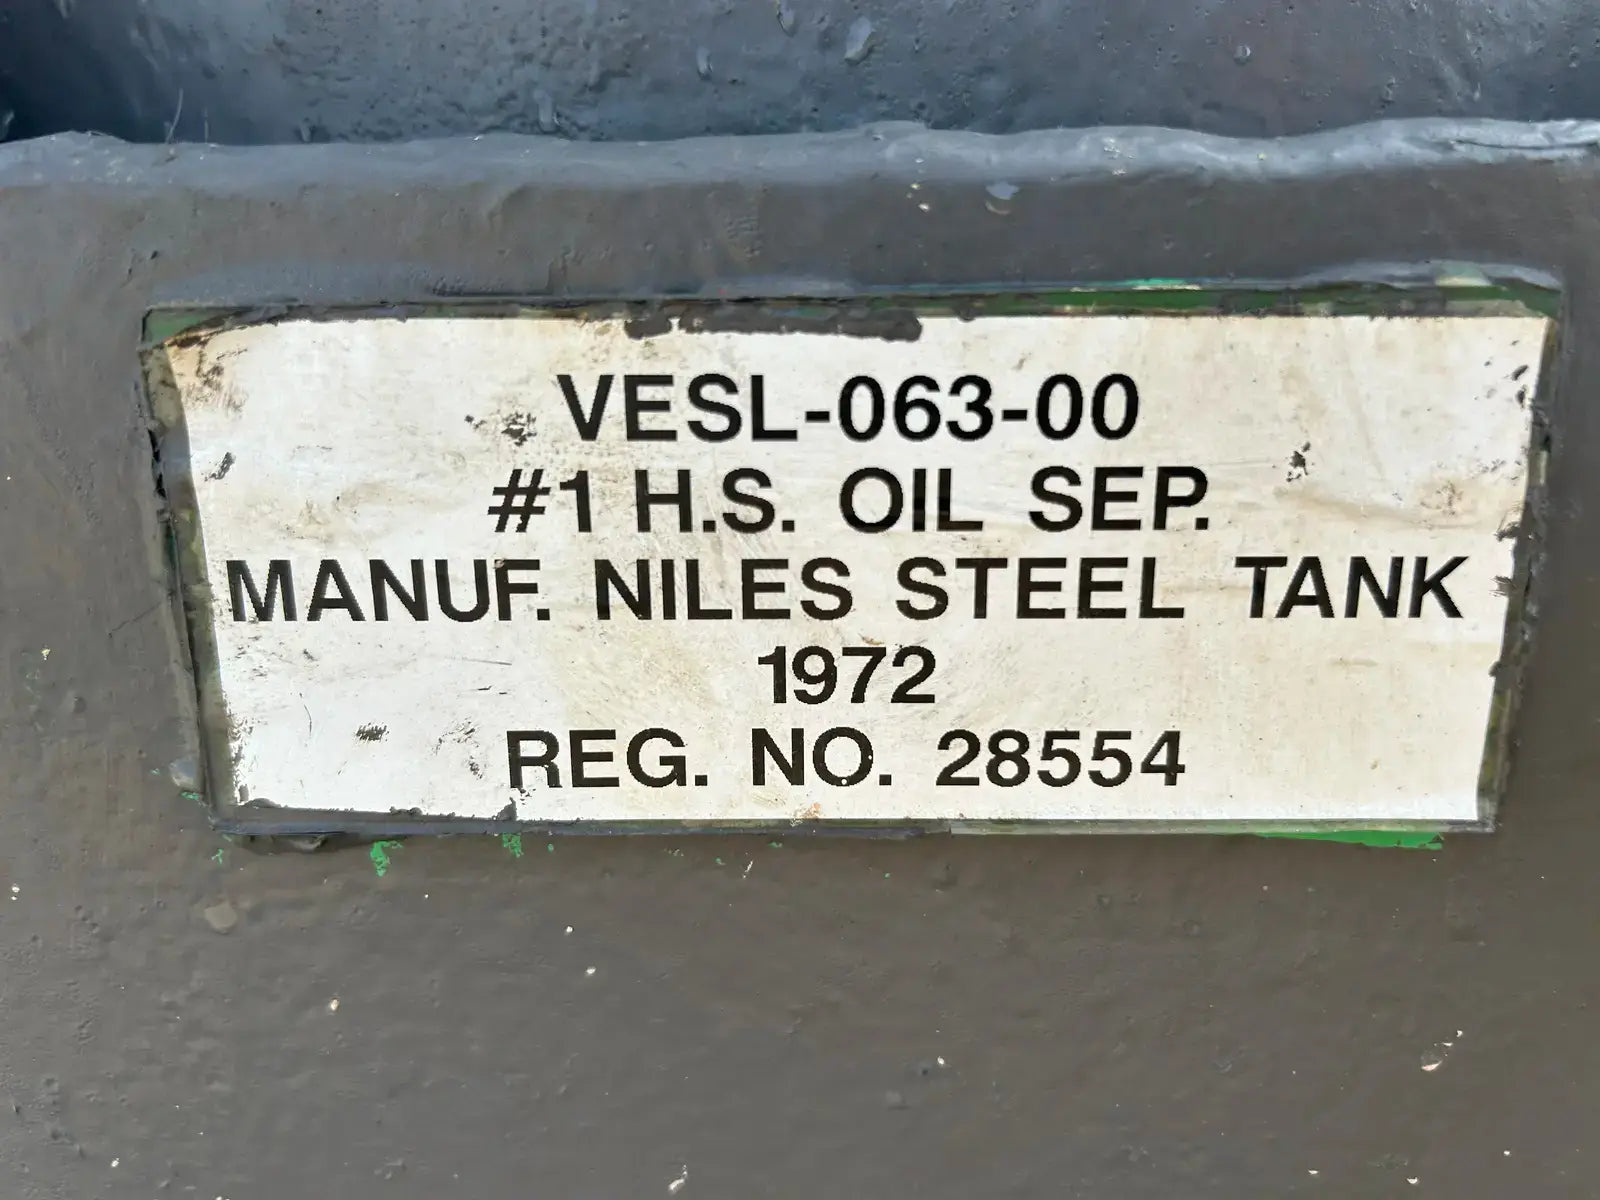 VESL-063-00
#1 H.S. OIL SEP.
MANUF. NILES STEEL TANK
1972
REG. NO. 28554